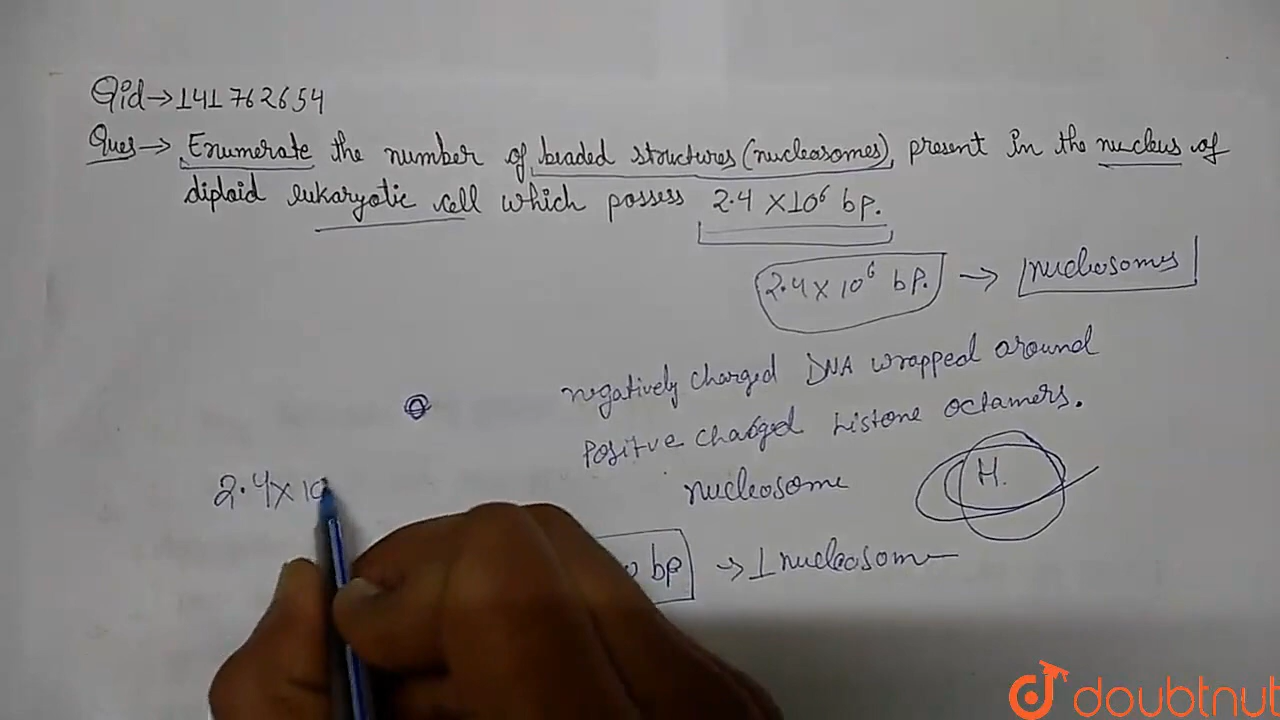 Qid→141762654
Ques→ Enumerate the number of beaded structures (nucleosomes), present in the nucleus of
diploid eukaryotic cell which possess 2.4 × 10⁶ bp.
2.4 × 10⁶ bp. → nucleosomes
negatively charged DNA wrapped around
Positve charged histone octamers.
nucleosome H.
2.4 × 10
bp → 1 nucleosome
doubtnut